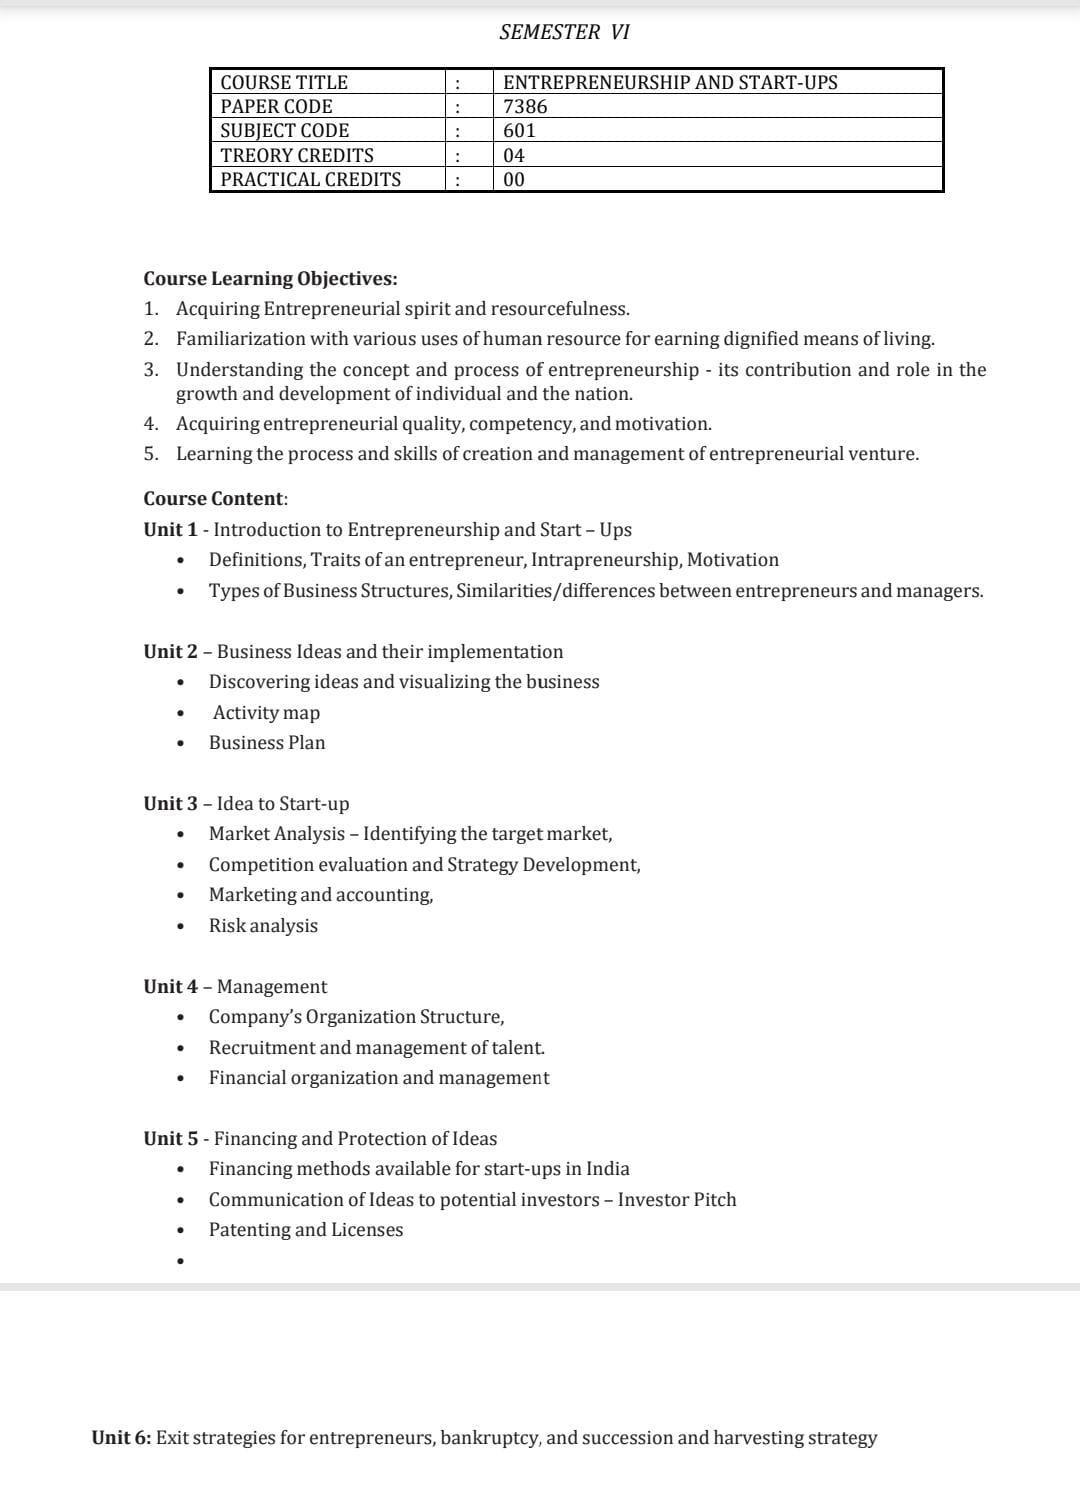 SEMESTER VI
COURSE TITLE : ENTREPRENEURSHIP AND START-UPS
PAPER CODE : 7386
SUBJECT CODE : 601
TREORY CREDITS : 04
PRACTICAL CREDITS : 00
Course Learning Objectives:
1. Acquiring Entrepreneurial spirit and resourcefulness.
2. Familiarization with various uses of human resource for earning dignified means of living.
3. Understanding the concept and process of entrepreneurship - its contribution and role in the
growth and development of individual and the nation.
4. Acquiring entrepreneurial quality, competency, and motivation.
5. Learning the process and skills of creation and management of entrepreneurial venture.
Course Content:
Unit 1 - Introduction to Entrepreneurship and Start – Ups
• Definitions, Traits of an entrepreneur, Intrapreneurship, Motivation
• Types of Business Structures, Similarities/differences between entrepreneurs and managers.
Unit 2 – Business Ideas and their implementation
• Discovering ideas and visualizing the business
• Activity map
• Business Plan
Unit 3 – Idea to Start-up
• Market Analysis – Identifying the target market,
• Competition evaluation and Strategy Development,
• Marketing and accounting,
• Risk analysis
Unit 4 – Management
• Company’s Organization Structure,
• Recruitment and management of talent.
• Financial organization and management
Unit 5 - Financing and Protection of Ideas
• Financing methods available for start-ups in India
• Communication of Ideas to potential investors – Investor Pitch
• Patenting and Licenses
•
Unit 6: Exit strategies for entrepreneurs, bankruptcy, and succession and harvesting strategy